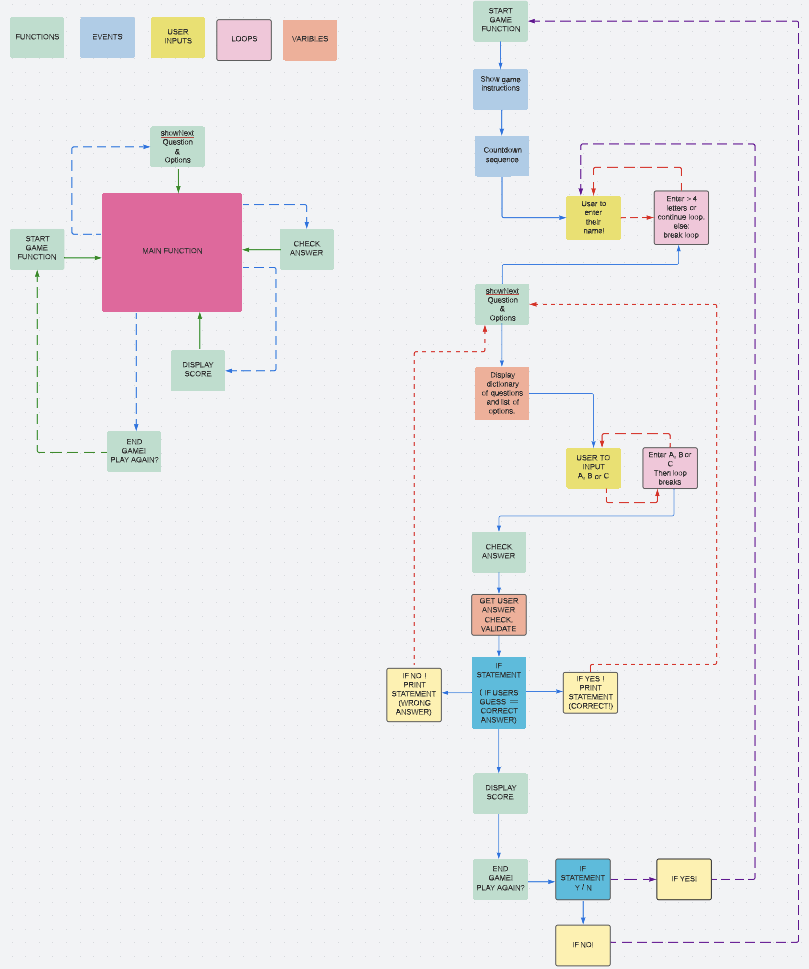 FUNCTIONS
EVENTS
USER
INPUTS
LOOPS
VARIBLES
showNext
Question
&
Options
MAIN FUNCTION
START
GAME
FUNCTION
CHECK
ANSWER
DISPLAY
SCORE
END
GAME!
PLAY AGAIN?
START
GAME
FUNCTION
Show game
instructions
Countdown
sequence
User to
enter
their
name!
Enter > 4
letters or
continue loop.
else:
break loop
showNext
Question
&
Options
Display
dictionary
of questions
and list of
options.
USER TO
INPUT
A, B or C
Enter A, B or
C
Then loop
breaks
CHECK
ANSWER
GET USER
ANSWER
CHECK,
VALIDATE
IF
STATEMENT
( IF USERS
GUESS ==
CORRECT
ANSWER)
IF NO !
PRINT
STATEMENT
(WRONG
ANSWER)
IF YES !
PRINT
STATEMENT
(CORRECT!)
DISPLAY
SCORE
END
GAME!
PLAY AGAIN?
IF
STATEMENT
Y / N
IF YES!
IF NO!